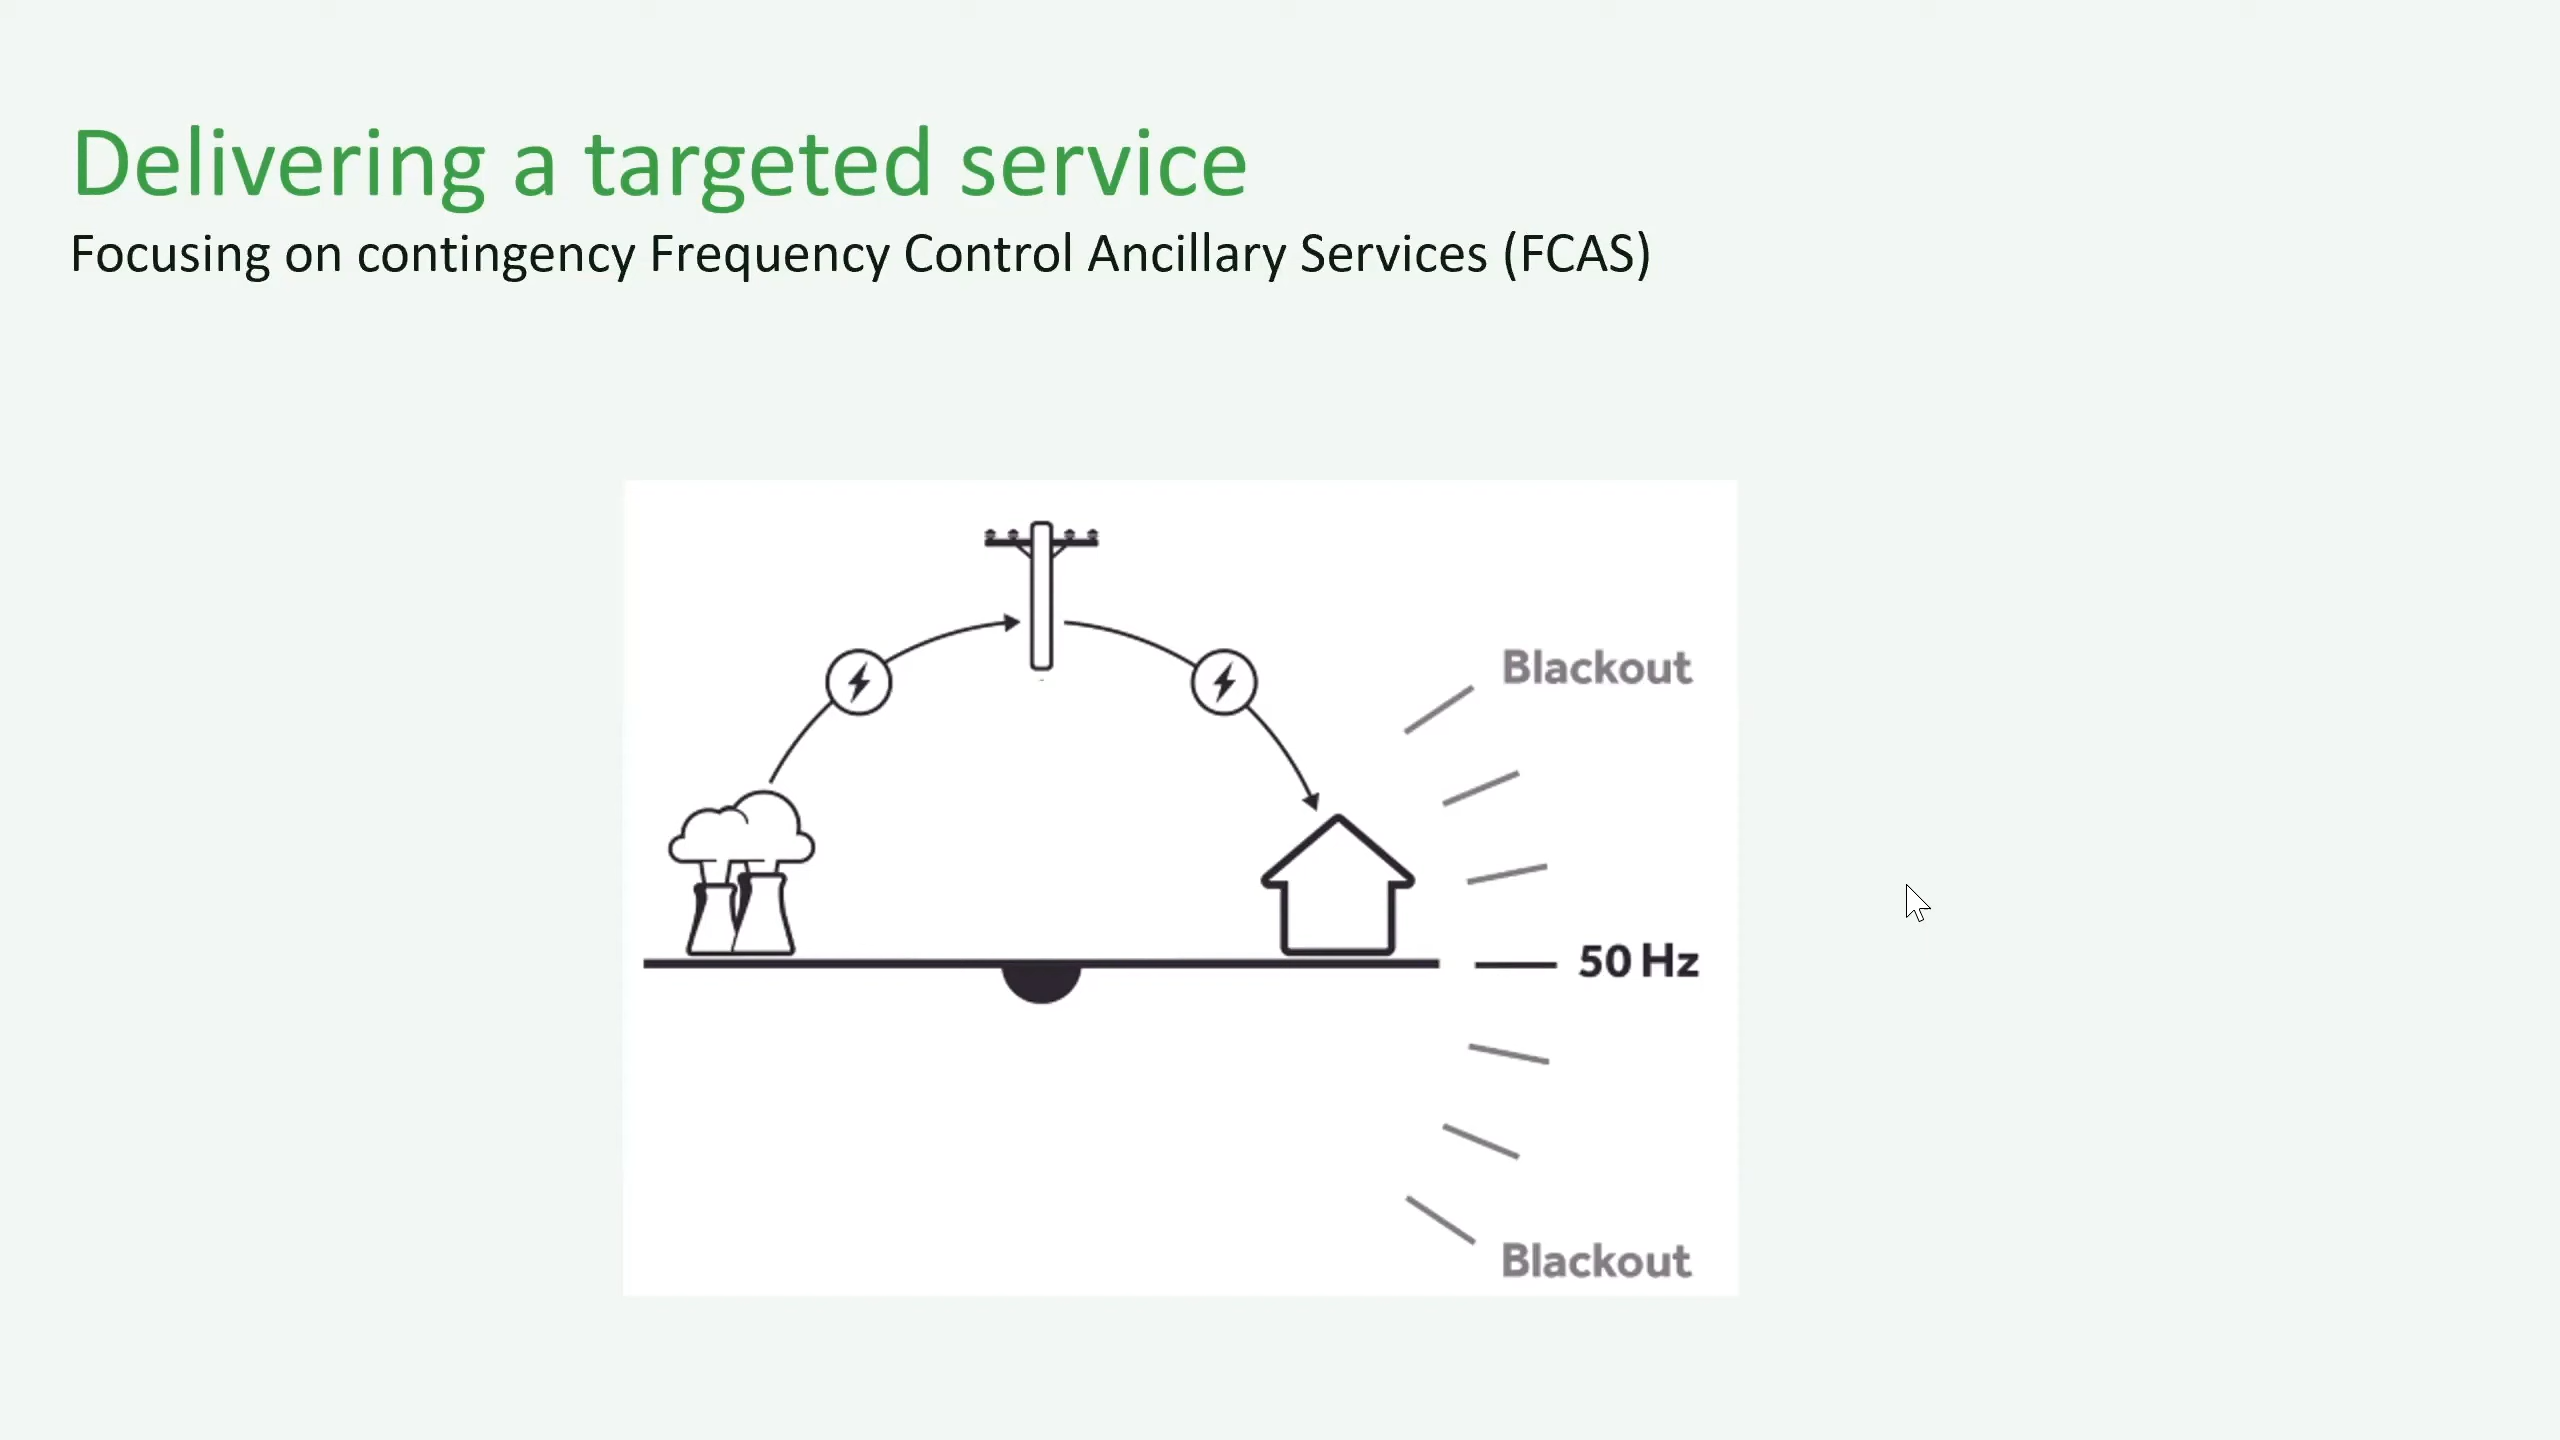 Delivering a targeted service
Focusing on contingency Frequency Control Ancillary Services (FCAS)
Blackout
50 Hz
Blackout